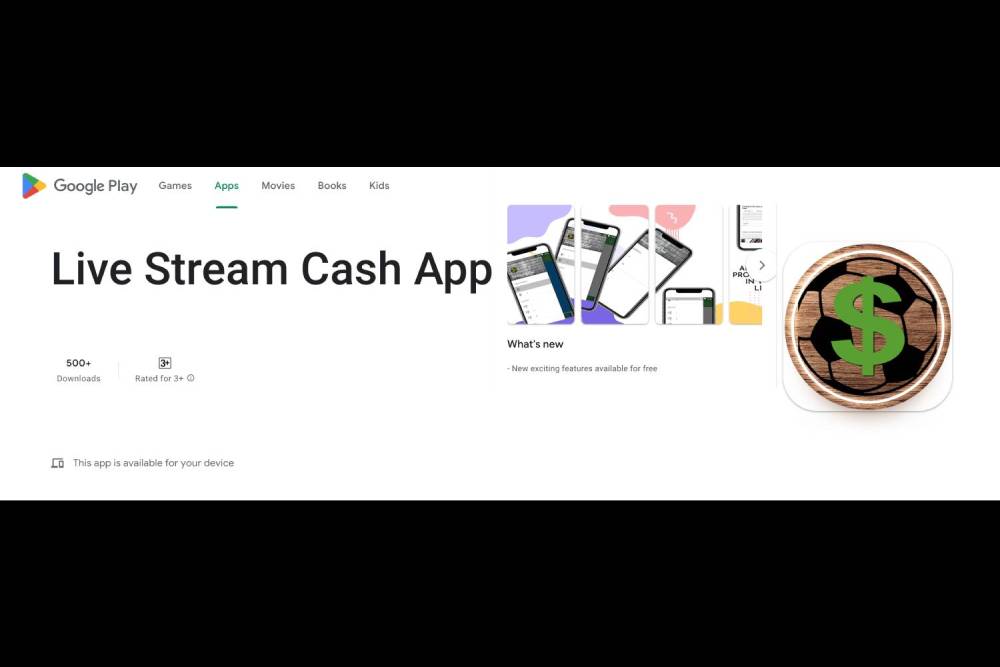 Google Play Games Apps Movies Books Kids
Live Stream Cash App
500+
Downloads
3+
Rated for 3+
This app is available for your device
What's new
- New exciting features available for free
IN
$